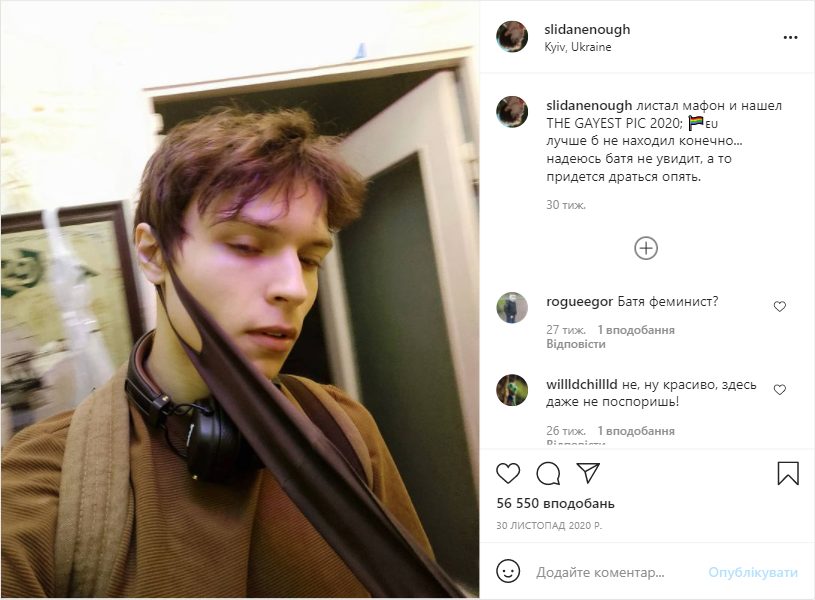 slidanenough
Kyiv, Ukraine
slidanenough листал мафон и нашел
THE GAYEST PIC 2020; 🏳️‍🌈EU
лучше б не находил конечно...
надеюсь батя не увидит, а то
придется драться опять.
30 тиж.
rogueegor Батя феминист?
27 тиж. 1 вподобання
Відповісти
willldchillld не, ну красиво, здесь
даже не поспоришь!
26 тиж. 1 вподобання
Відповісти
56 550 вподобань
30 ЛИСТОПАД 2020 Р.
Додайте коментар... Опублікувати